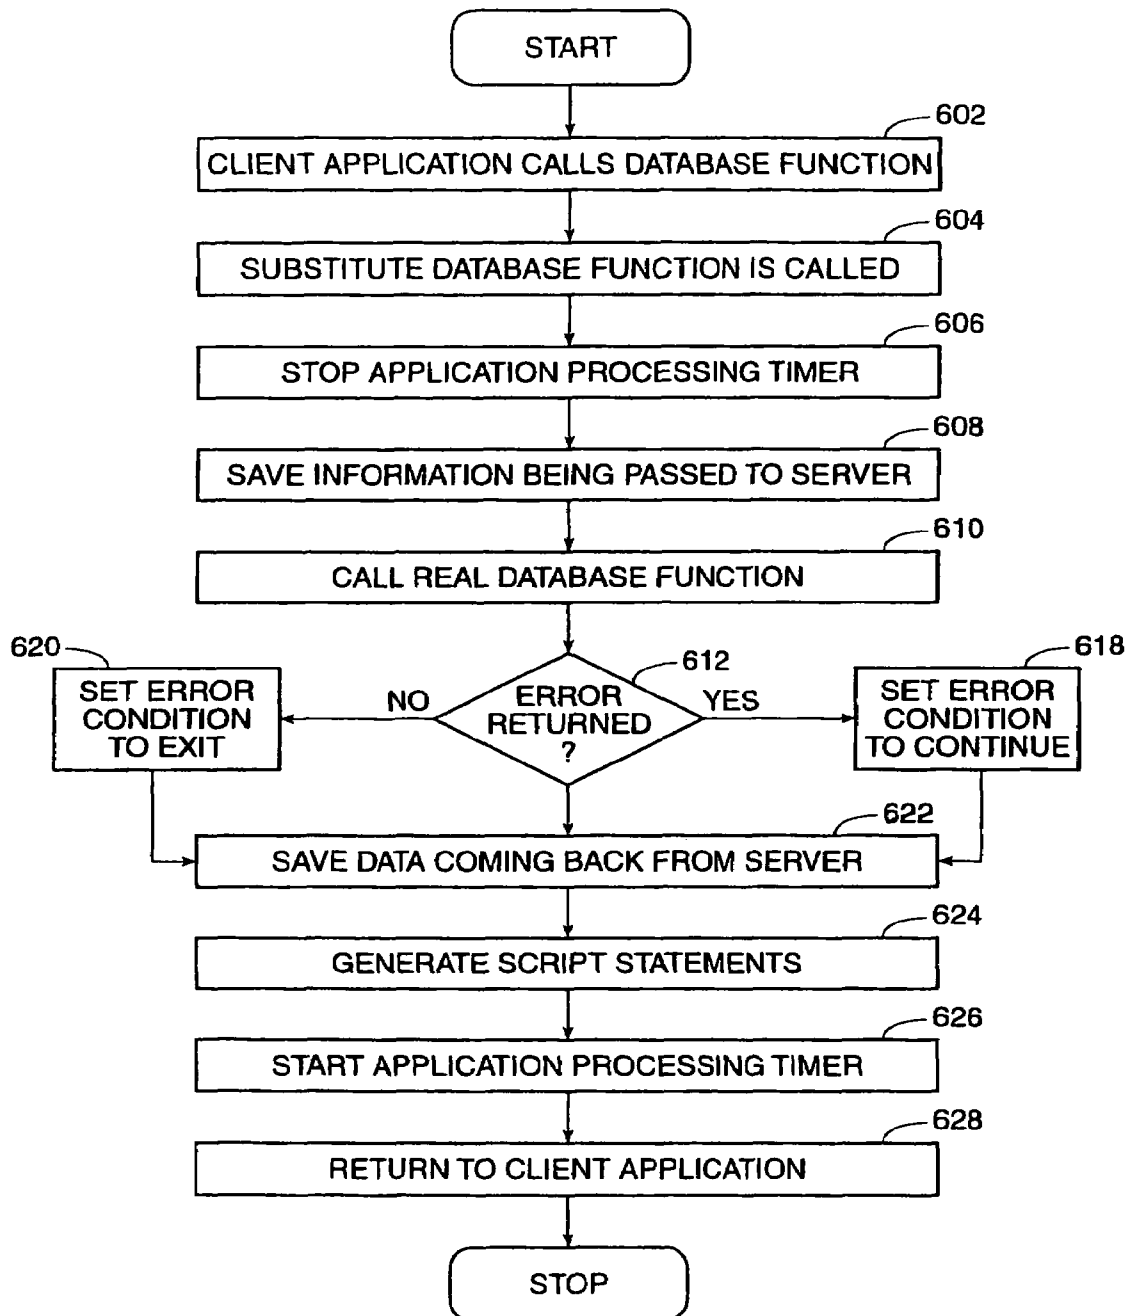 START
602
CLIENT APPLICATION CALLS DATABASE FUNCTION
604
SUBSTITUTE DATABASE FUNCTION IS CALLED
606
STOP APPLICATION PROCESSING TIMER
608
SAVE INFORMATION BEING PASSED TO SERVER
610
CALL REAL DATABASE FUNCTION
620
SET ERROR
CONDITION
TO EXIT
NO
612
ERROR
RETURNED
?
YES
618
SET ERROR
CONDITION
TO CONTINUE
622
SAVE DATA COMING BACK FROM SERVER
624
GENERATE SCRIPT STATEMENTS
626
START APPLICATION PROCESSING TIMER
628
RETURN TO CLIENT APPLICATION
STOP